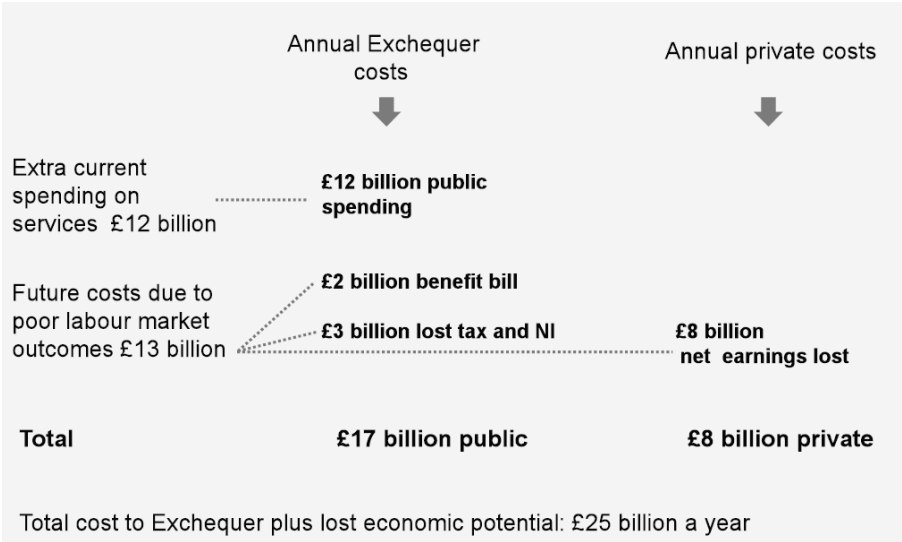 Annual Exchequer
costs
Annual private costs
Extra current
spending on
services £12 billion
£12 billion public
spending
Future costs due to
poor labour market
outcomes £13 billion
£2 billion benefit bill
£3 billion lost tax and NI
£8 billion
net earnings lost
Total
£17 billion public
£8 billion private
Total cost to Exchequer plus lost economic potential: £25 billion a year